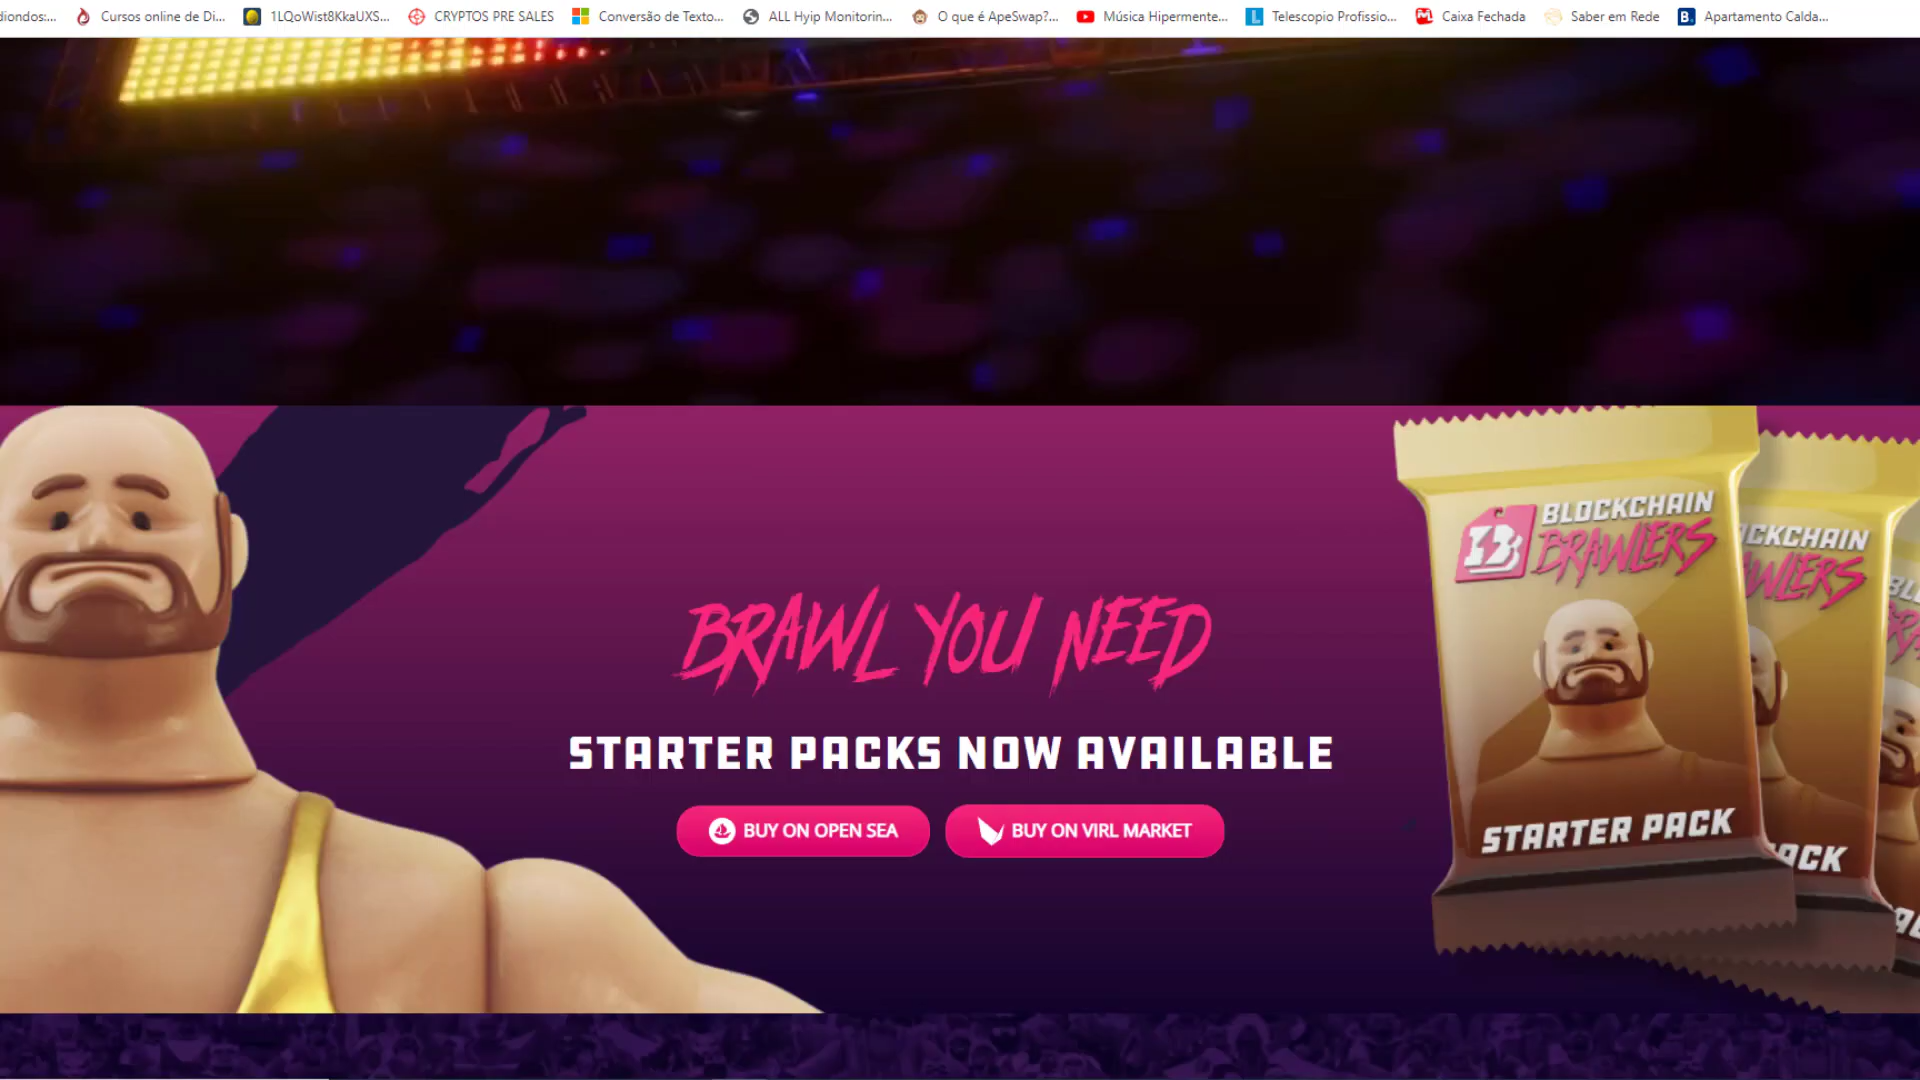 diondos:... Cursos online de Di... 1LQoWist8KkaUXS... CRYPTOS PRE SALES Conversão de Texto... ALL Hyip Monitorin... O que é ApeSwap?... Música Hipermente... Telescopio Profissio... Caixa Fechada Saber em Rede B. Apartamento Calda...
BLOCKCHAIN
BRAWLERS
BRAWL YOU NEED
STARTER PACKS NOW AVAILABLE
BUY ON OPEN SEA BUY ON VIRL MARKET
STARTER PACK